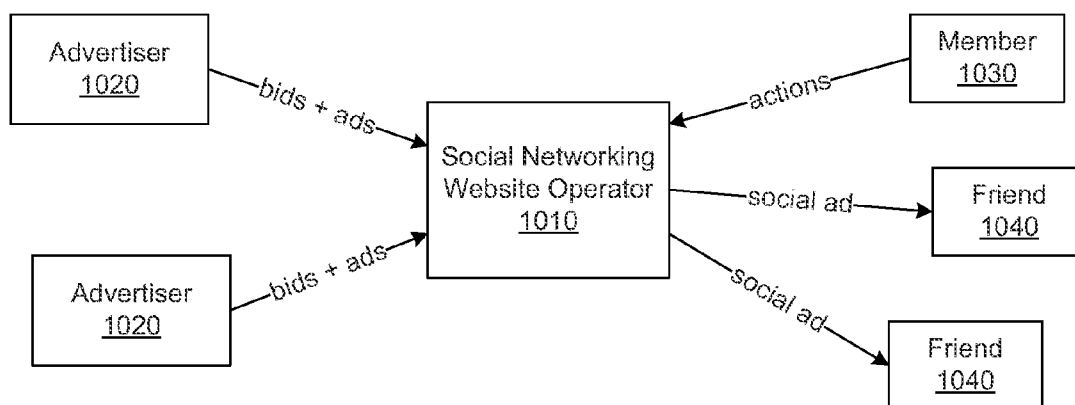 Advertiser
1020
bids + ads
Advertiser
1020
bids + ads
Social Networking
Website Operator
1010
Member
1030
actions
social ad
Friend
1040
social ad
Friend
1040